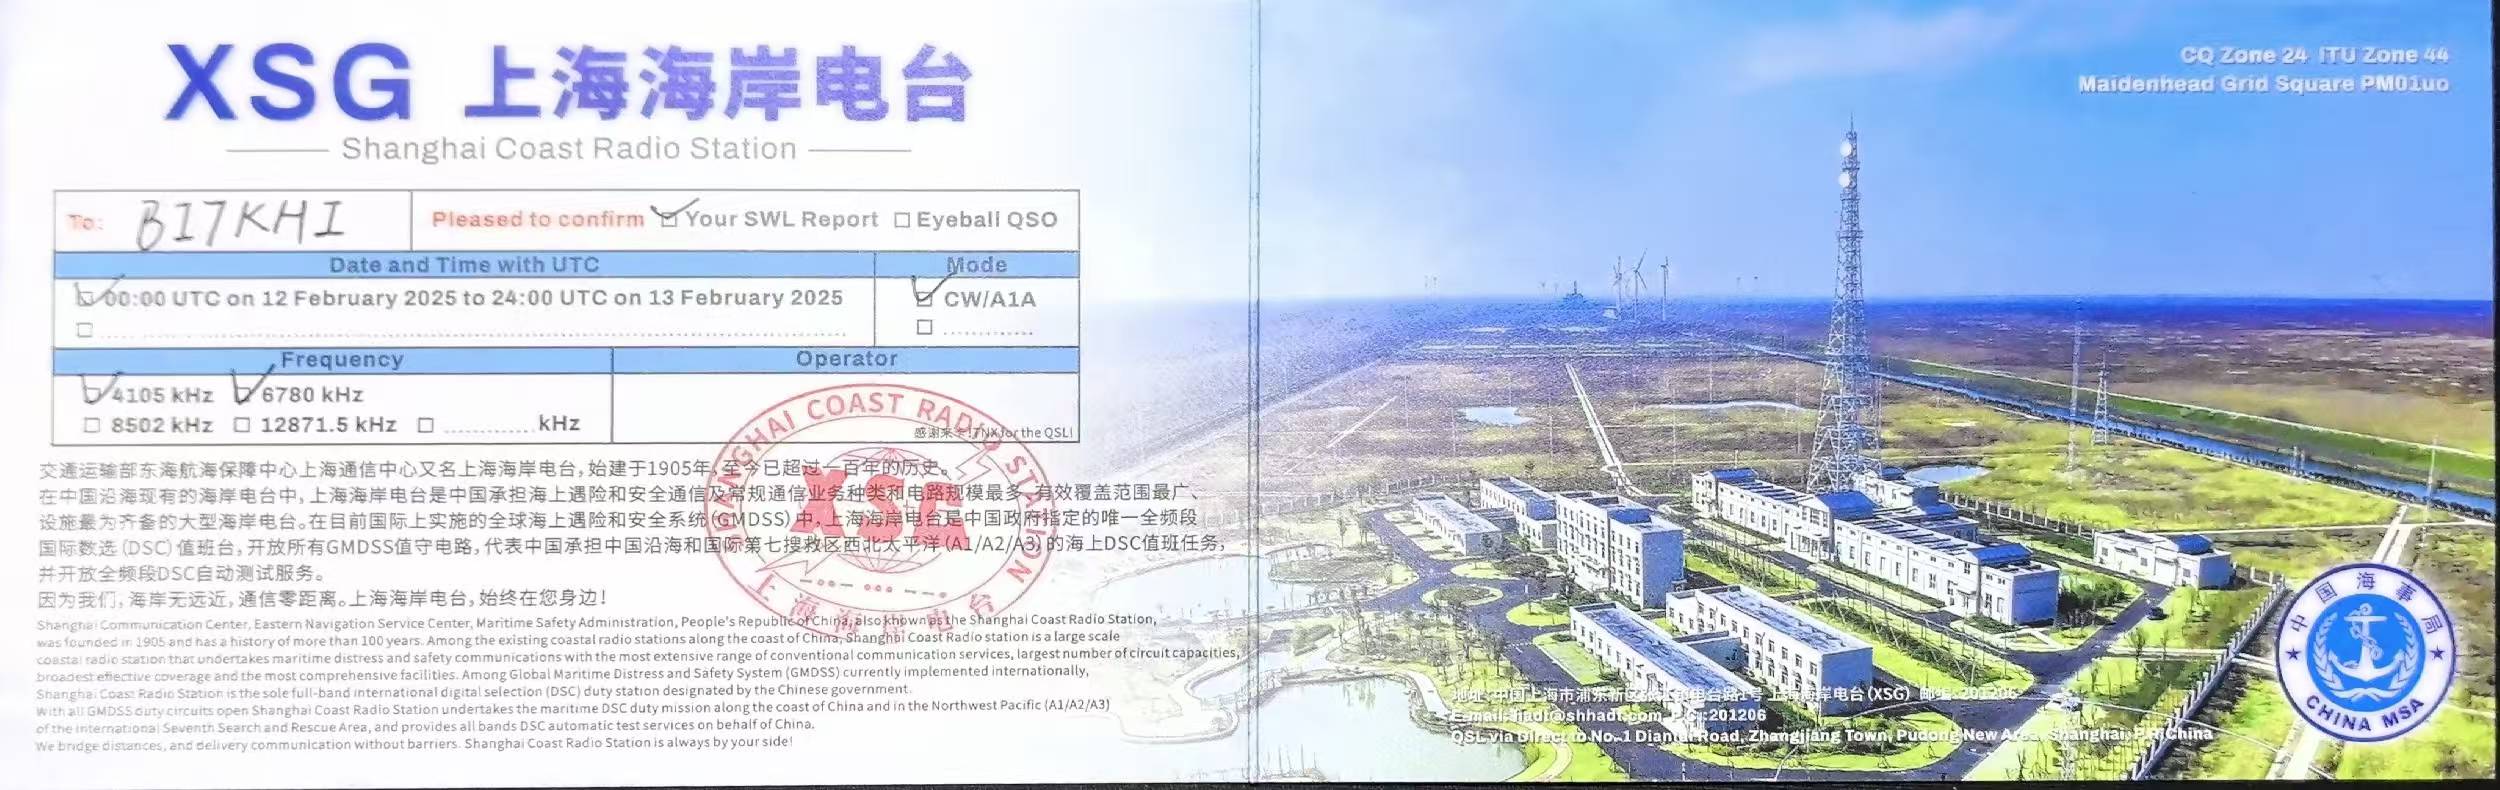 XSG 上海海岸电台
Shanghai Coast Radio Station
To: BI7KHI
Pleased to confirm Your SWL Report Eyeball QSO
Date and Time with UTC Mode
00:00 UTC on 12 February 2025 to 24:00 UTC on 13 February 2025 CW/A1A
Frequency Operator
4105 kHz 6780 kHz
8502 kHz 12871.5 kHz kHz
感谢来卡!TNX for the QSL!
交通运输部东海航海保障中心上海通信中心又名上海海岸电台,始建于1905年,至今已超过一百年的历史。
在中国沿海现有的海岸电台中,上海海岸电台是中国承担海上遇险和安全通信及常规通信业务种类和电路规模最多、有效覆盖范围最广、
设施最为齐备的大型海岸电台。在目前国际上实施的全球海上遇险和安全系统(GMDSS)中,上海海岸电台是中国政府指定的唯一全频段
国际数选(DSC)值班台,开放所有GMDSS值守电路,代表中国承担中国沿海和国际第七搜救区西北太平洋(A1/A2/A3)的海上DSC值班任务,
并开放全频段DSC自动测试服务。
因为我们,海岸无远近,通信零距离。上海海岸电台,始终在您身边!
Shanghai Communication Center, Eastern Navigation Service Center, Maritime Safety Administration, People's Republic of China, also known as the Shanghai Coast Radio Station,
was founded in 1905 and has a history of more than 100 years. Among the existing coastal radio stations along the coast of China, Shanghai Coast Radio station is a large scale
coastal radio station that undertakes maritime distress and safety communications with the most extensive range of conventional communication services, largest number of circuit capacities,
broadest effective coverage and the most comprehensive facilities. Among Global Maritime Distress and Safety System (GMDSS) currently implemented internationally,
Shanghai Coast Radio Station is the sole full-band international digital selection (DSC) duty station designated by the Chinese government.
With all GMDSS duty circuits open Shanghai Coast Radio Station undertakes the maritime DSC duty mission along the coast of China and in the Northwest Pacific (A1/A2/A3)
of the International Seventh Search and Rescue Area, and provides all bands DSC automatic test services on behalf of China.
We bridge distances, and delivery communication without barriers. Shanghai Coast Radio Station is always by your side!
SHANGHAI COAST RADIO STATION
XSG
上海海岸电台
CQ Zone 24 ITU Zone 44
Maidenhead Grid Square PM01uo
地址:中国上海市浦东新区张江镇电台路1号 上海海岸电台(XSG) 邮编:201206
E-mail: P.C.:201206
QSL via Direct to No. 1 Diantai Road, Zhangjiang Town, Pudong New Area, Shanghai, P.R.China
中国海事局
CHINA MSA